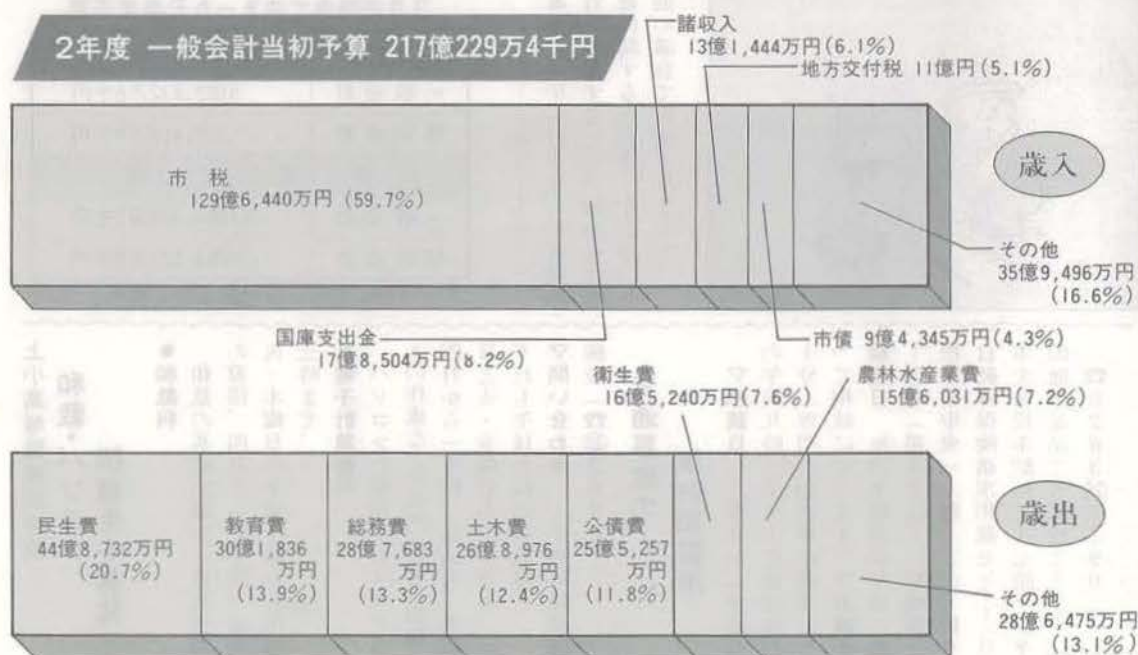 2年度 一般会計当初予算 217億229万4千円
諸収入
13億1,444万円(6.1%)
地方交付税 11億円(5.1%)
市 税
129億6,440万円 (59.7%)
歳入
その他
35億9,496万円
(16.6%)
国庫支出金
17億8,504万円(8.2%)
市債 9億4,345万円(4.3%)
衛生費
16億5,240万円(7.6%)
農林水産業費
15億6,031万円(7.2%)
民生費
44億8,732万円
(20.7%)
教育費
30億1,836
万円
(13.9%)
総務費
28億7,683
万円
(13.3%)
土木費
26億8,976
万円
(12.4%)
公債費
25億5,257
万円
(11.8%)
歳出
その他
28億6,475万円
(13.1%)